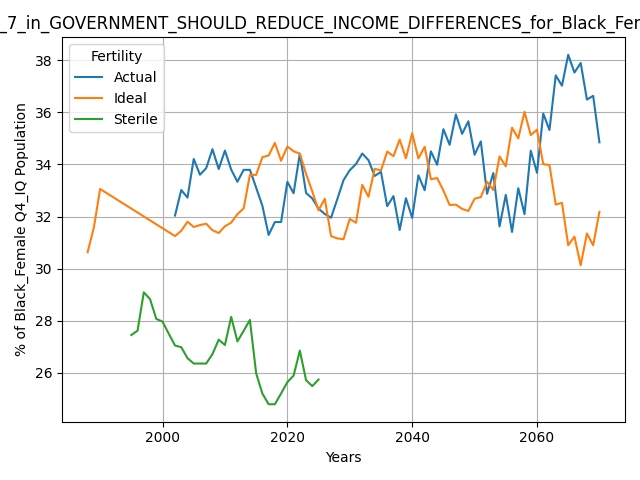 _7_in_GOVERNMENT_SHOULD_REDUCE_INCOME_DIFFERENCES_for_Black_Fer
Fertility
Actual
Ideal
Sterile
% of Black_Female Q4_IQ Population
38
36
34
32
30
28
26
2000
2020
2040
2060
Years